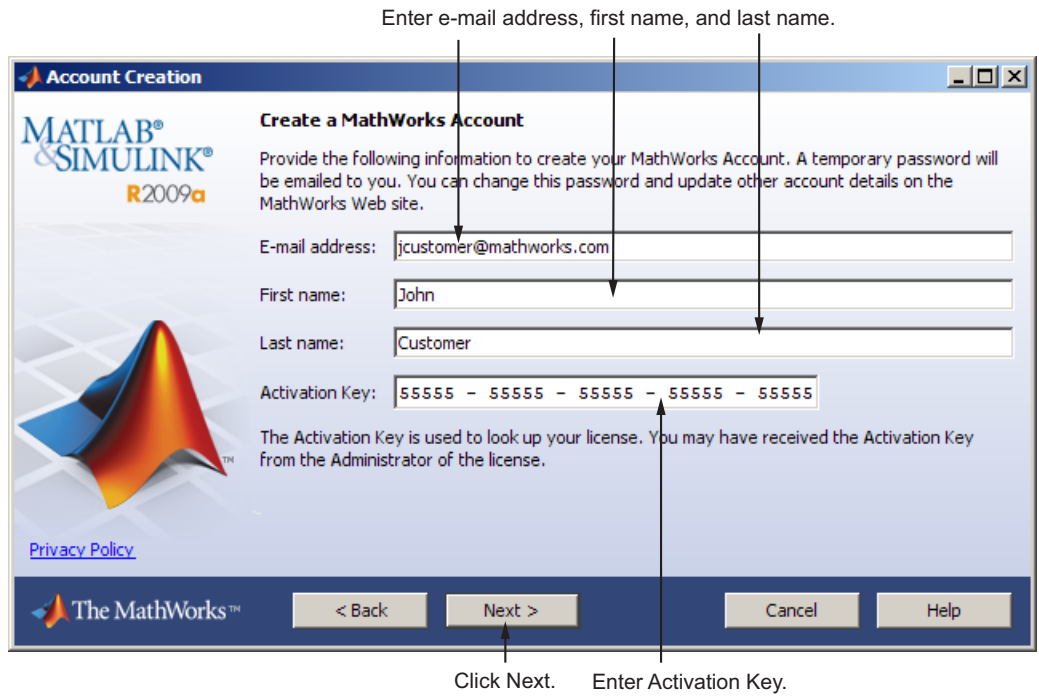 Enter e-mail address, first name, and last name.
Account Creation
MATLAB®
&SIMULINK®
R2009a
Create a MathWorks Account
Provide the following information to create your MathWorks Account. A temporary password will
be emailed to you. You can change this password and update other account details on the
MathWorks Web site.
E-mail address: jcustomer@mathworks.com
First name: John
Last name: Customer
Activation Key: 55555 - 55555 - 55555 - 55555 - 55555
The Activation Key is used to look up your license. You may have received the Activation Key
from the Administrator of the license.
TM
Privacy Policy
The MathWorks™ < Back Next > Cancel Help
Click Next. Enter Activation Key.